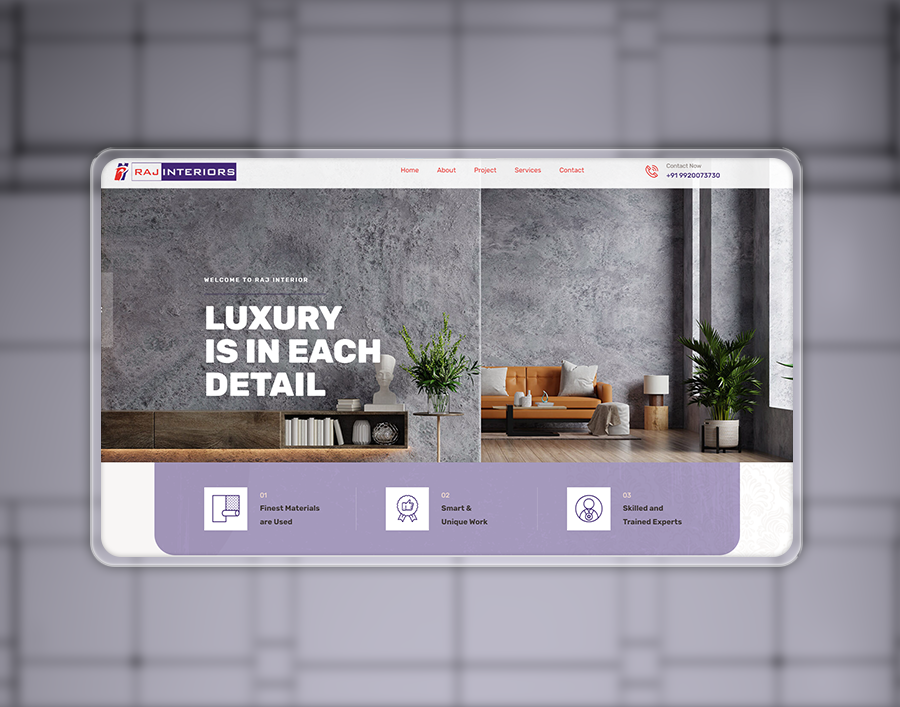 RAJ INTERIORS
Home About Project Services Contact
Contact Now
+91 9920073730
WELCOME TO RAJ INTERIOR
LUXURY
IS IN EACH
DETAIL
01
Finest Materials
are Used
02
Smart &
Unique Work
03
Skilled and
Trained Experts